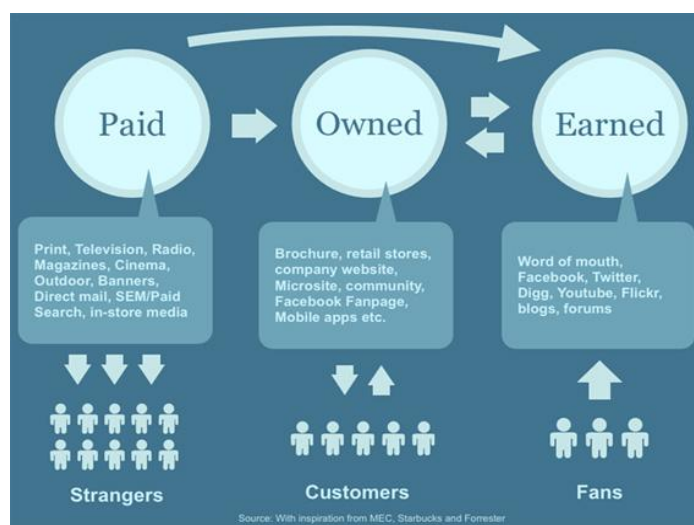 Paid
Owned
Earned
Print, Television, Radio,
Magazines, Cinema,
Outdoor, Banners,
Direct mail, SEM/Paid
Search, in-store media
Brochure, retail stores,
company website,
Microsite, community,
Facebook Fanpage,
Mobile apps etc.
Word of mouth,
Facebook, Twitter,
Digg, Youtube, Flickr,
blogs, forums
Strangers
Customers
Fans
Source: With inspiration from MEC, Starbucks and Forrester